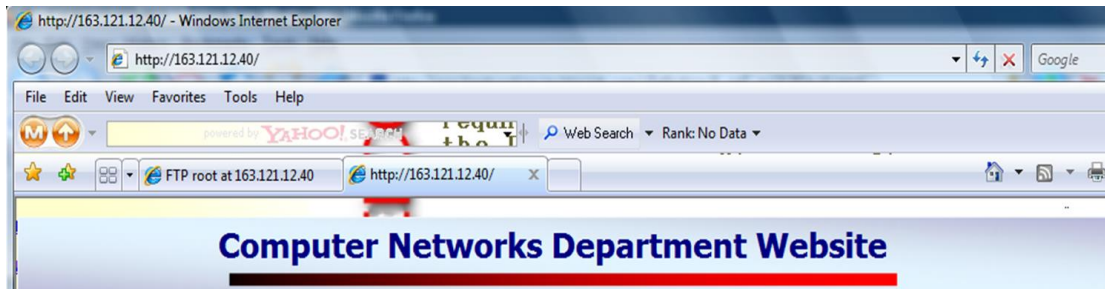 http://163.121.12.40/ - Windows Internet Explorer
http://163.121.12.40/ Google
File Edit View Favorites Tools Help
M powered by YAHOO! SEARCH Web Search Rank: No Data
FTP root at 163.121.12.40 http://163.121.12.40/ X
Computer Networks Department Website